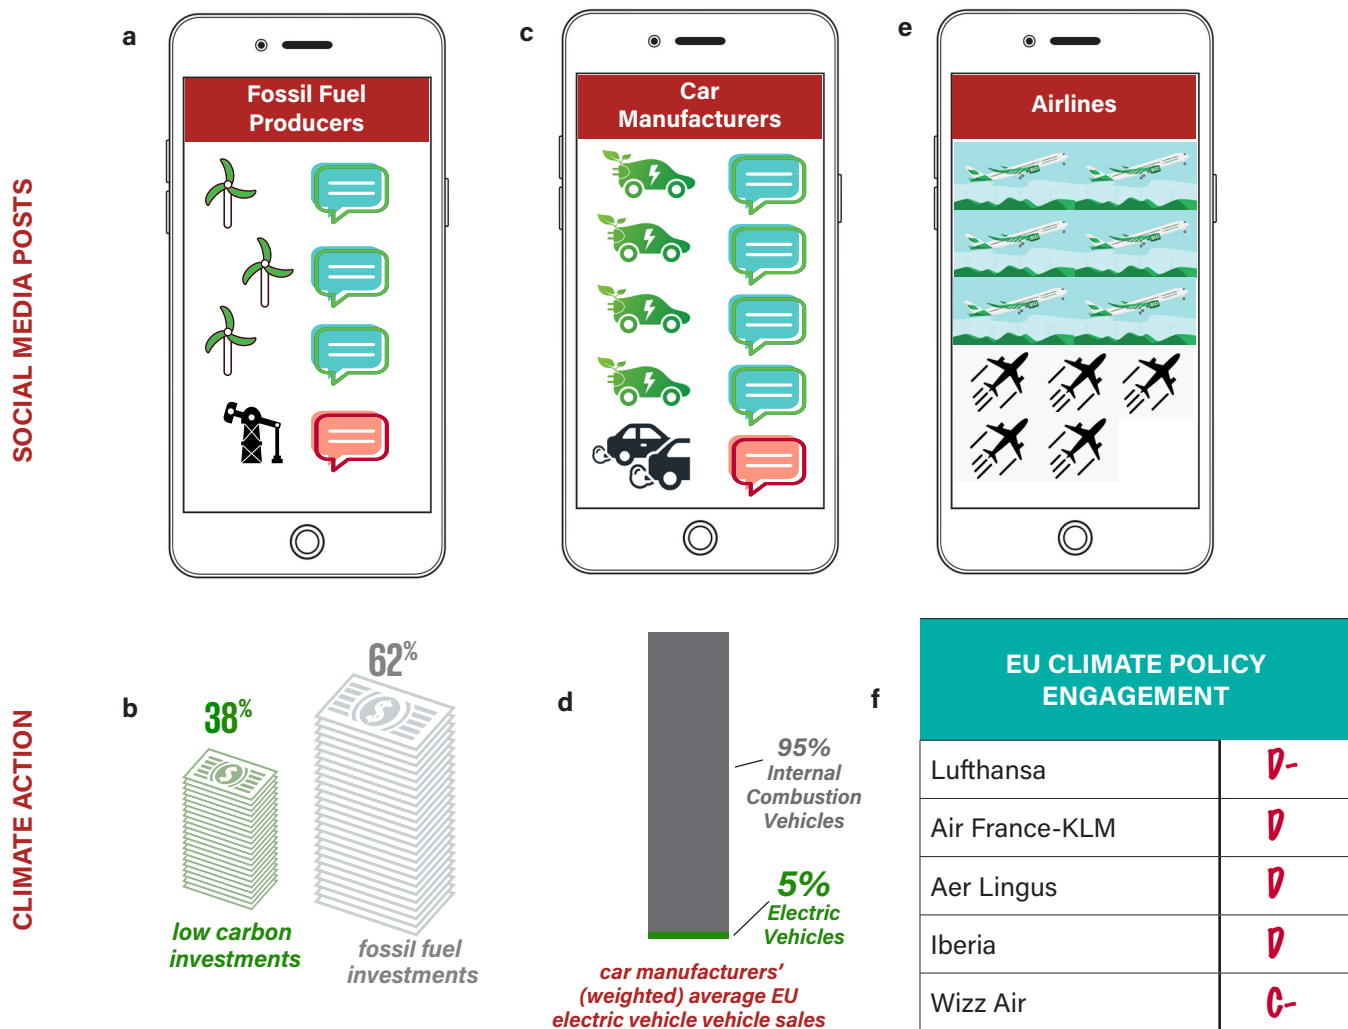 SOCIAL MEDIA POSTS
a
Fossil Fuel
Producers
c
Car
Manufacturers
e
Airlines
CLIMATE ACTION
b
38%
low carbon
investments
62%
fossil fuel
investments
d
95%
Internal
Combustion
Vehicles
5%
Electric
Vehicles
car manufacturers’
(weighted) average EU
electric vehicle vehicle sales
f
EU CLIMATE POLICY
ENGAGEMENT
Lufthansa D-
Air France-KLM D
Aer Lingus D
Iberia D
Wizz Air C-